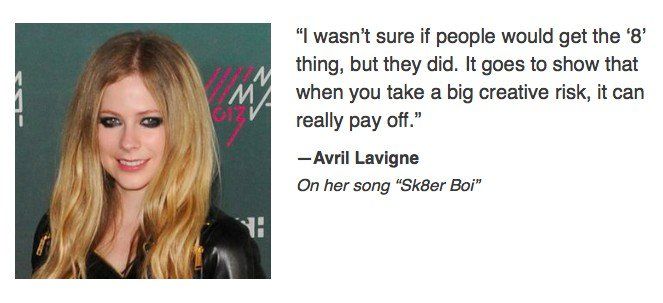 “I wasn’t sure if people would get the ‘8’
thing, but they did. It goes to show that
when you take a big creative risk, it can
really pay off.”
—Avril Lavigne
On her song “Sk8er Boi”